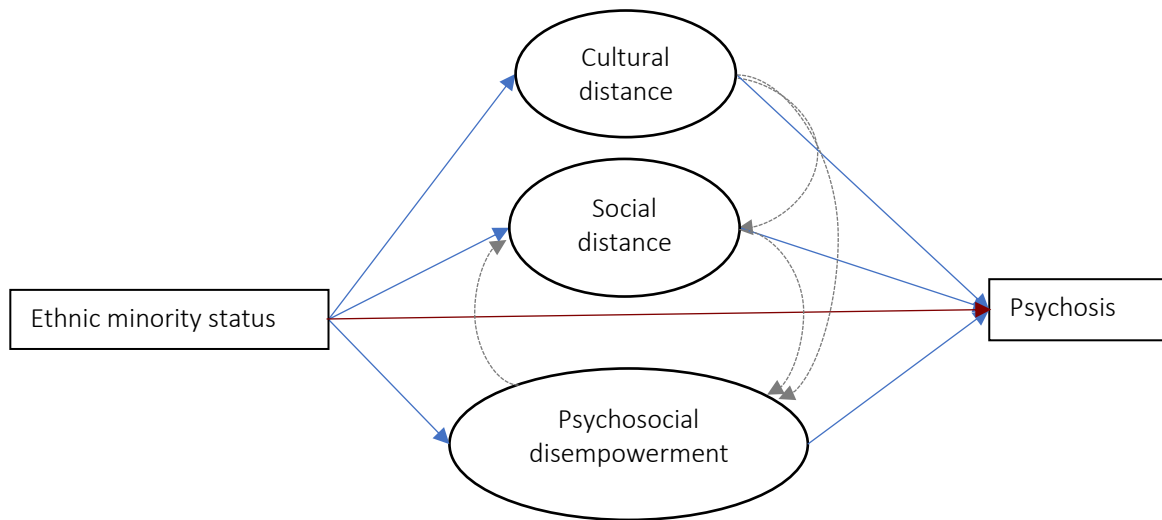 Cultural
distance
Social
distance
Ethnic minority status
Psychosis
Psychosocial
disempowerment